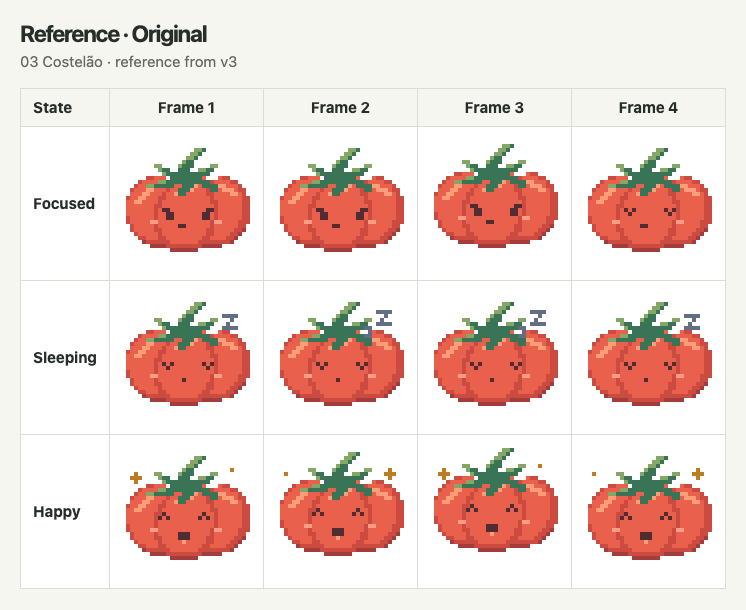 Reference · Original
03 Costelão · reference from v3
State Frame 1 Frame 2 Frame 3 Frame 4
Focused
Sleeping
Z Z Z Z
Happy